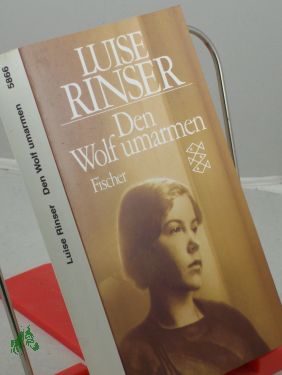 LUISE
RINSER
Den
Wolf umarmen
Fischer
Luise Rinser Den Wolf umarmen 5866